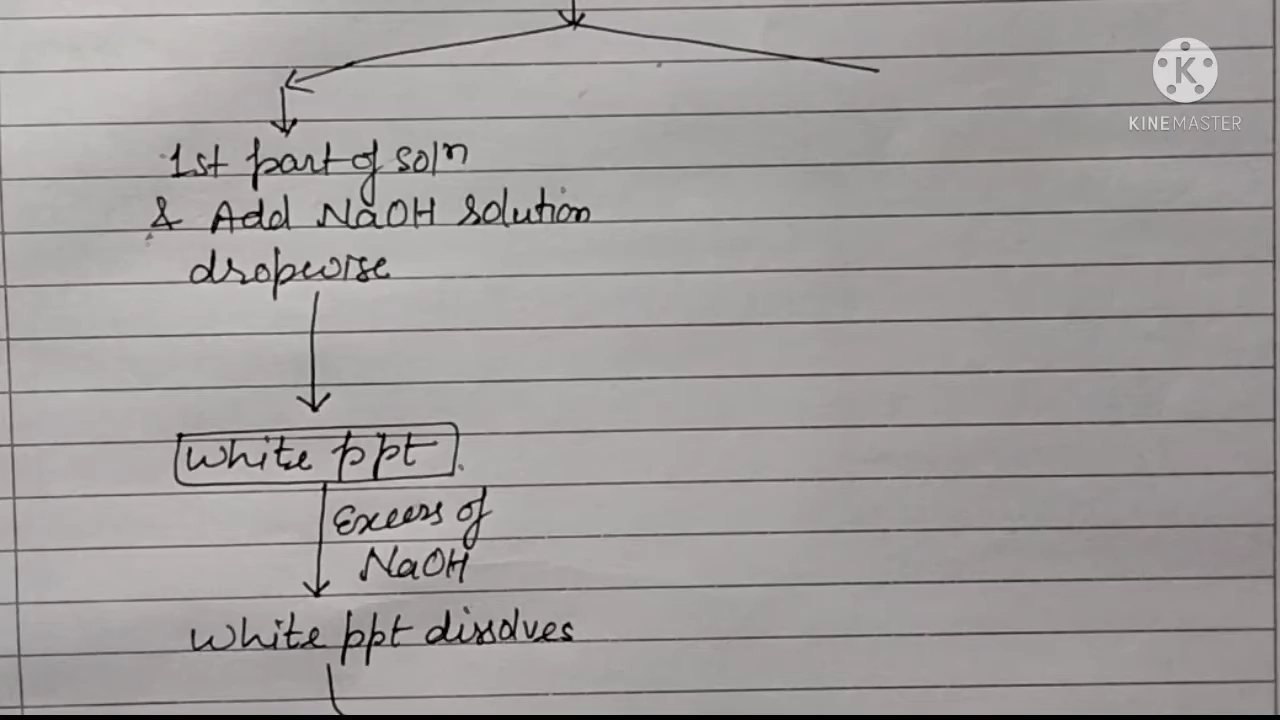 K
KINEMASTER
1st part of soln
& Add NaOH solution
dropwise
White ppt
Excess of
NaOH
White ppt dissolves